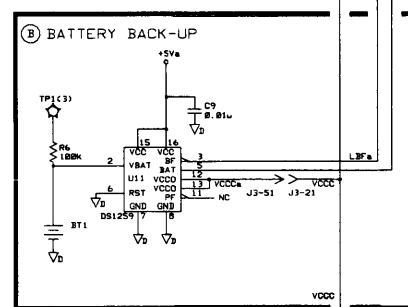 B BATTERY BACK-UP
+5Va
TP1(3)
C9
0.01u
D
15 16
VCC VCC
R6
100k
BF 3 LBFa
2 VBAT
BAT 5
U11
VCCO 12
6 RST
VCCO 13 VCCCa J3-51 J3-21 VCCC
D
PF 11 NC
GND GND
DS1259 7 8
BT1
D D D
VCCC